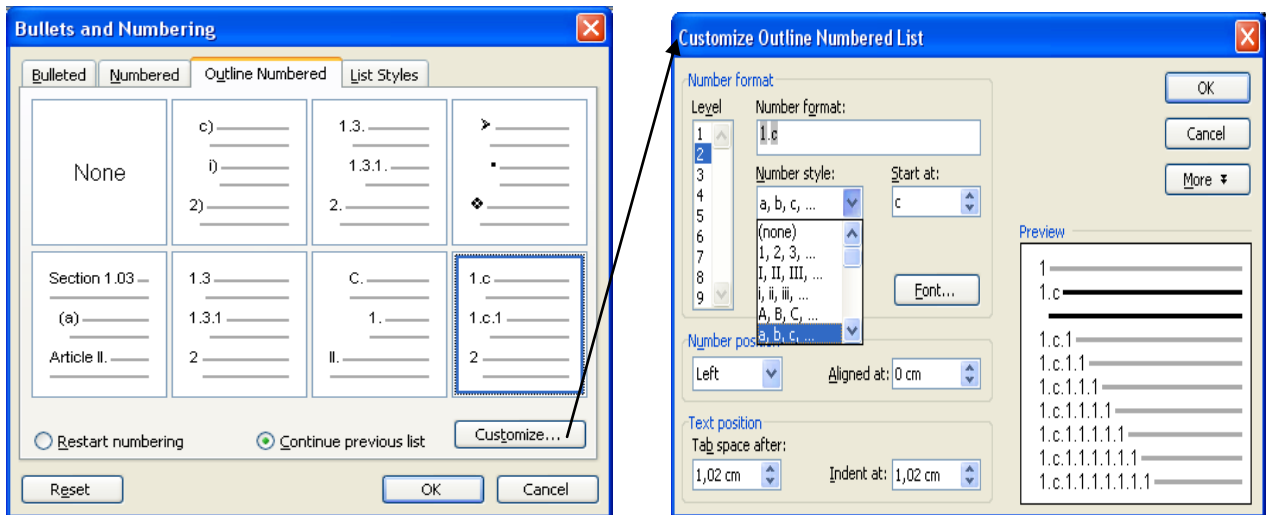 Bullets and Numbering
Bulleted Numbered Outline Numbered List Styles
None
c)
i)
2)
1.3.
1.3.1.
2.
Section 1.03
(a)
Article II.
1.3
1.3.1
2
C.
1.
II.
1.c
1.c.1
2
Restart numbering Continue previous list Customize...
Reset OK Cancel
Customize Outline Numbered List
Number format
Level Number format:
1
2
3
4
5
6
7
8
9
1.c
Number style: Start at:
a, b, c, ... c
(none)
1, 2, 3, ...
I, II, III, ...
i, ii, iii, ...
A, B, C, ...
a, b, c, ...
Font...
Number position
Left Aligned at: 0 cm
Text position
Tab space after:
1,02 cm Indent at: 1,02 cm
OK
Cancel
More
Preview
1
1.c
1.c.1
1.c.1.1
1.c.1.1.1
1.c.1.1.1.1
1.c.1.1.1.1.1
1.c.1.1.1.1.1.1
1.c.1.1.1.1.1.1.1